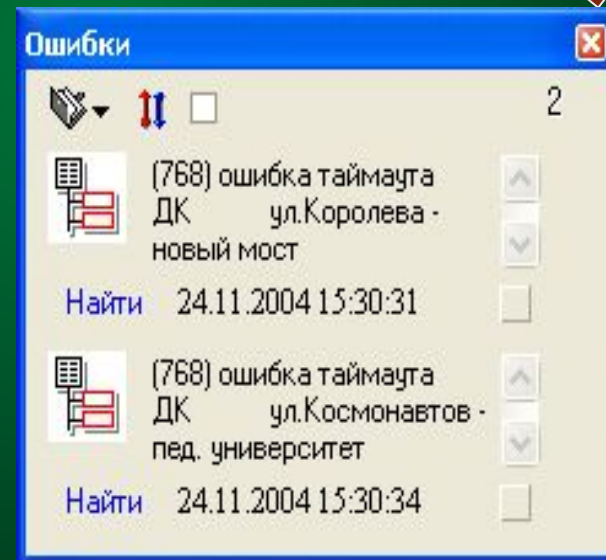 Ошибки
2
(768) ошибка таймаута
ДК ул.Королева -
новый мост
Найти 24.11.2004 15:30:31
(768) ошибка таймаута
ДК ул.Космонавтов -
пед. университет
Найти 24.11.2004 15:30:34